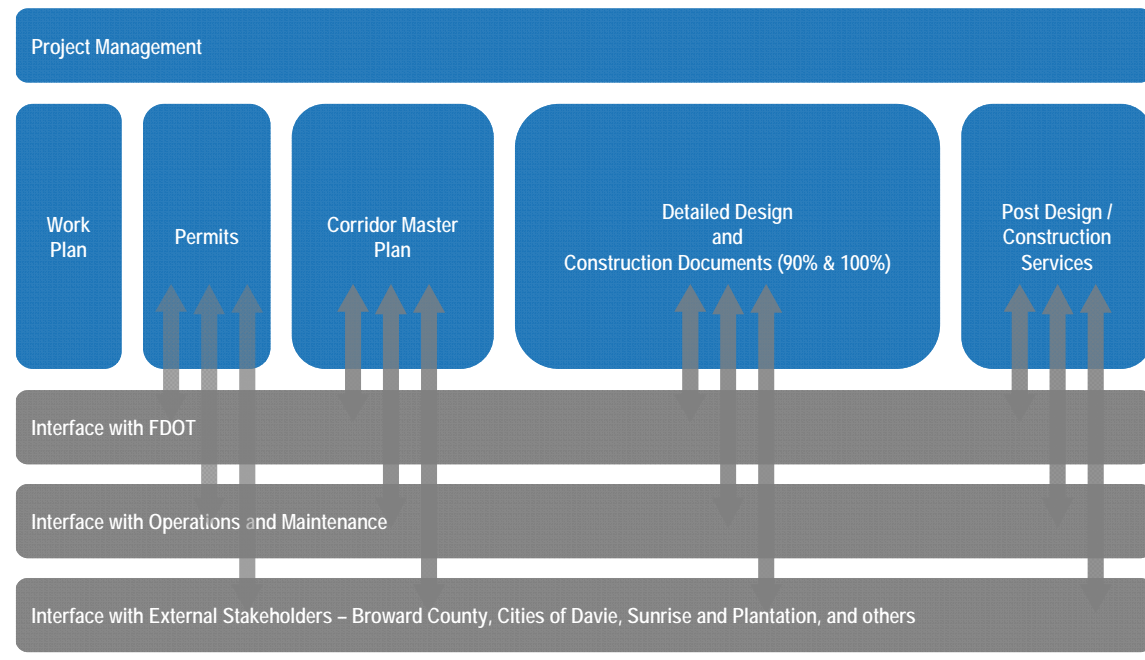 Project Management
Work
Plan
Permits
Corridor Master
Plan
Detailed Design
and
Construction Documents (90% & 100%)
Post Design /
Construction
Services
Interface with FDOT
Interface with Operations and Maintenance
Interface with External Stakeholders – Broward County, Cities of Davie, Sunrise and Plantation, and others